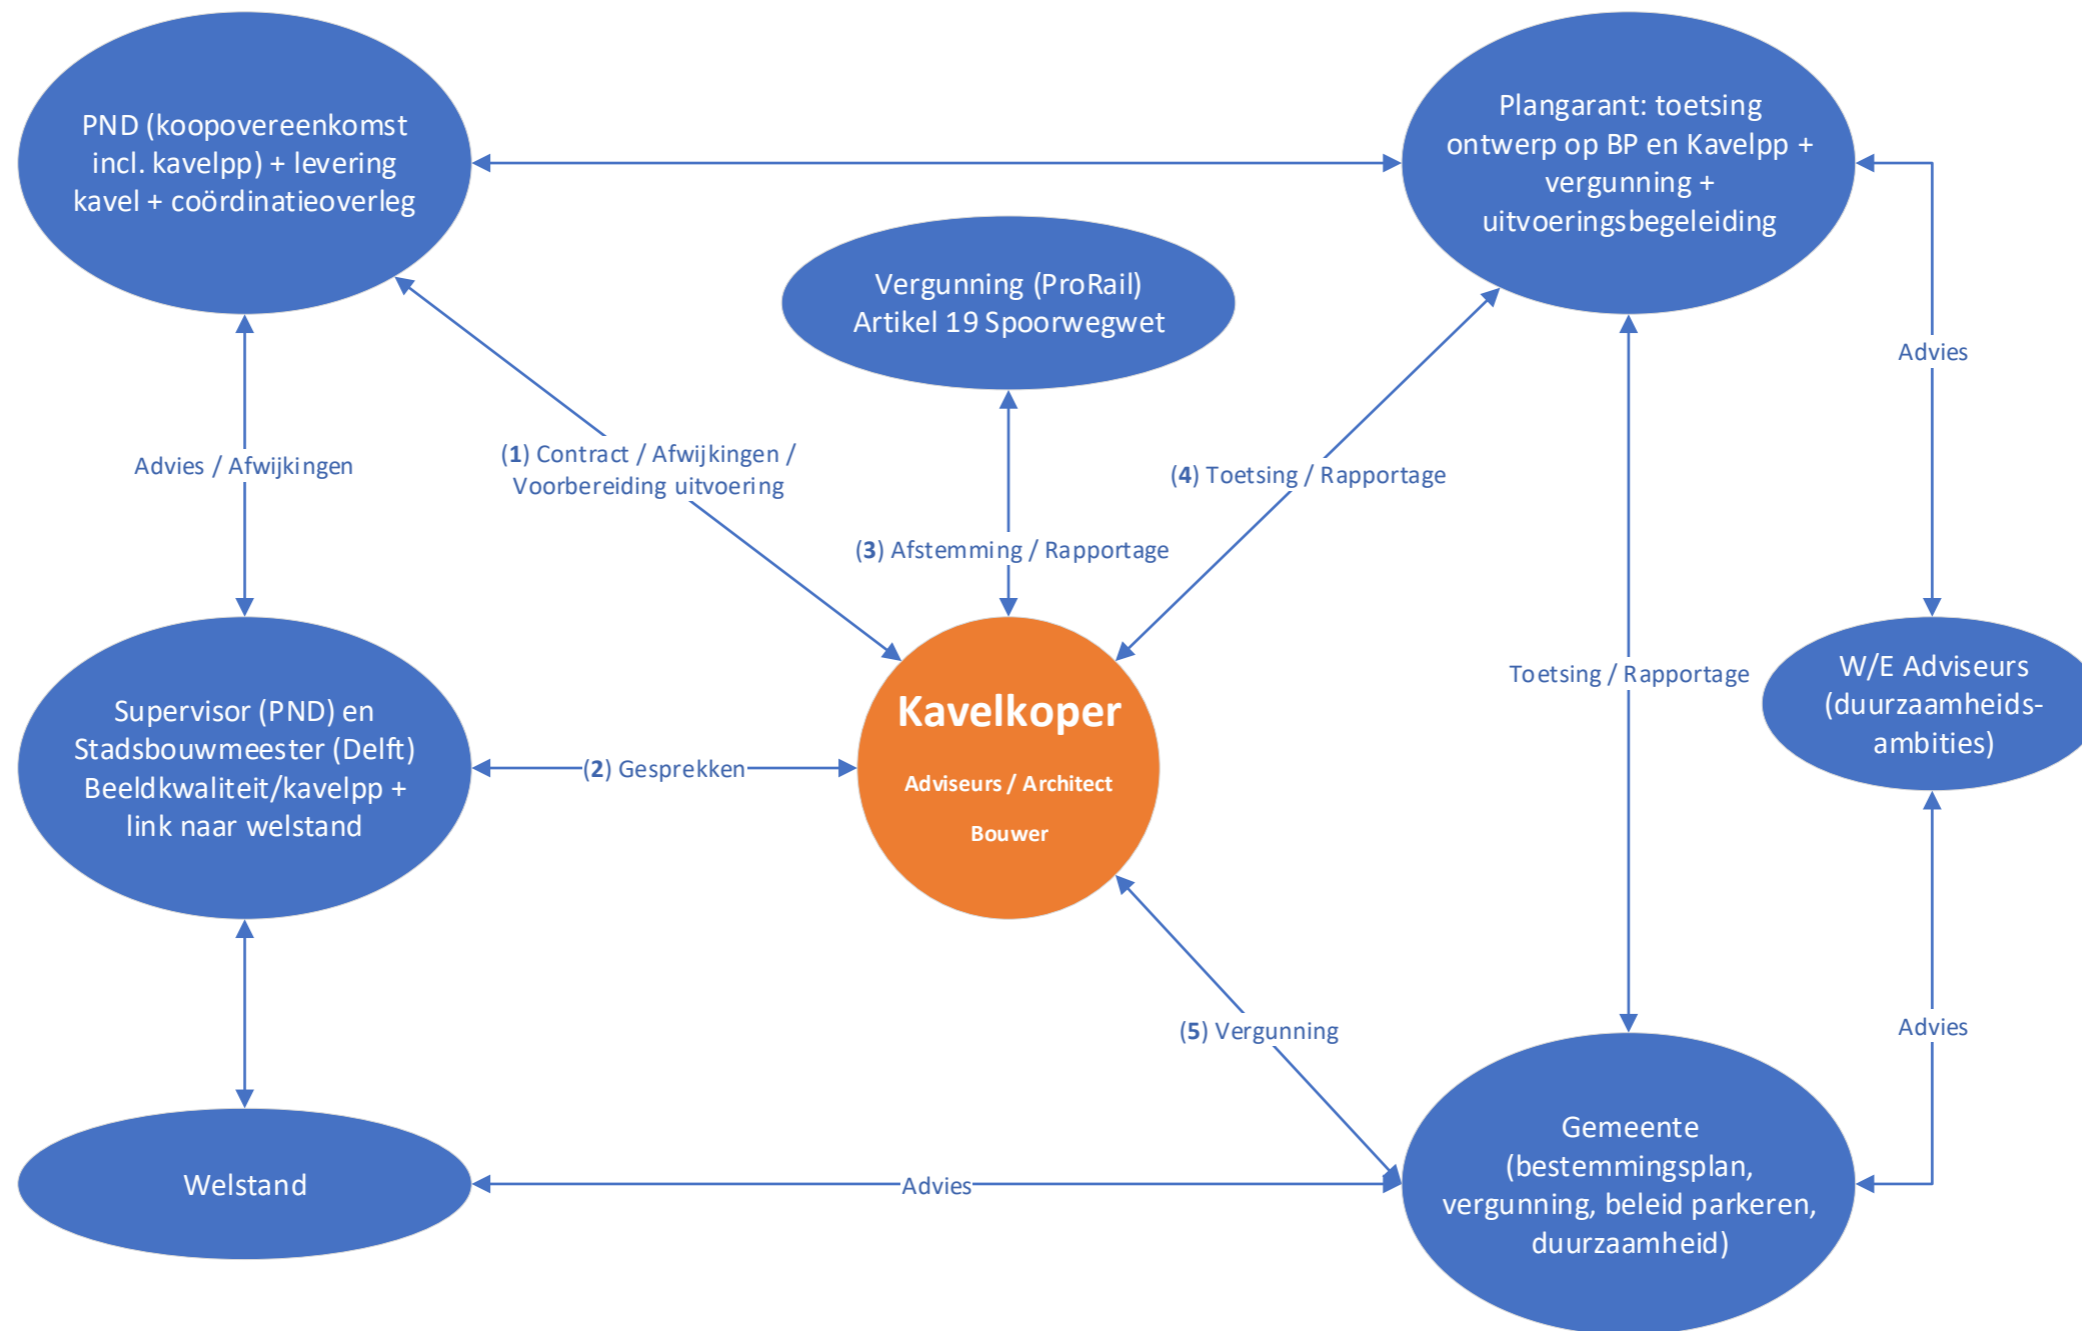 PND (koopovereenkomst
incl. kavelpp) + levering
kavel + coördinatieoverleg
Plangarant: toetsing
ontwerp op BP en Kavelpp +
vergunning +
uitvoeringsbegeleiding
Vergunning (ProRail)
Artikel 19 Spoorwegwet
Advies
Advies / Afwijkingen
(1) Contract / Afwijkingen /
Voorbereiding uitvoering
(4) Toetsing / Rapportage
(3) Afstemming / Rapportage
Supervisor (PND) en
Stadsbouwmeester (Delft)
Beeldkwaliteit/kavelpp +
link naar welstand
(2) Gesprekken
Kavelkoper
Adviseurs / Architect
Bouwer
Toetsing / Rapportage
W/E Adviseurs
(duurzaamheids-
ambities)
(5) Vergunning
Advies
Welstand
Advies
Gemeente
(bestemmingsplan,
vergunning, beleid parkeren,
duurzaamheid)